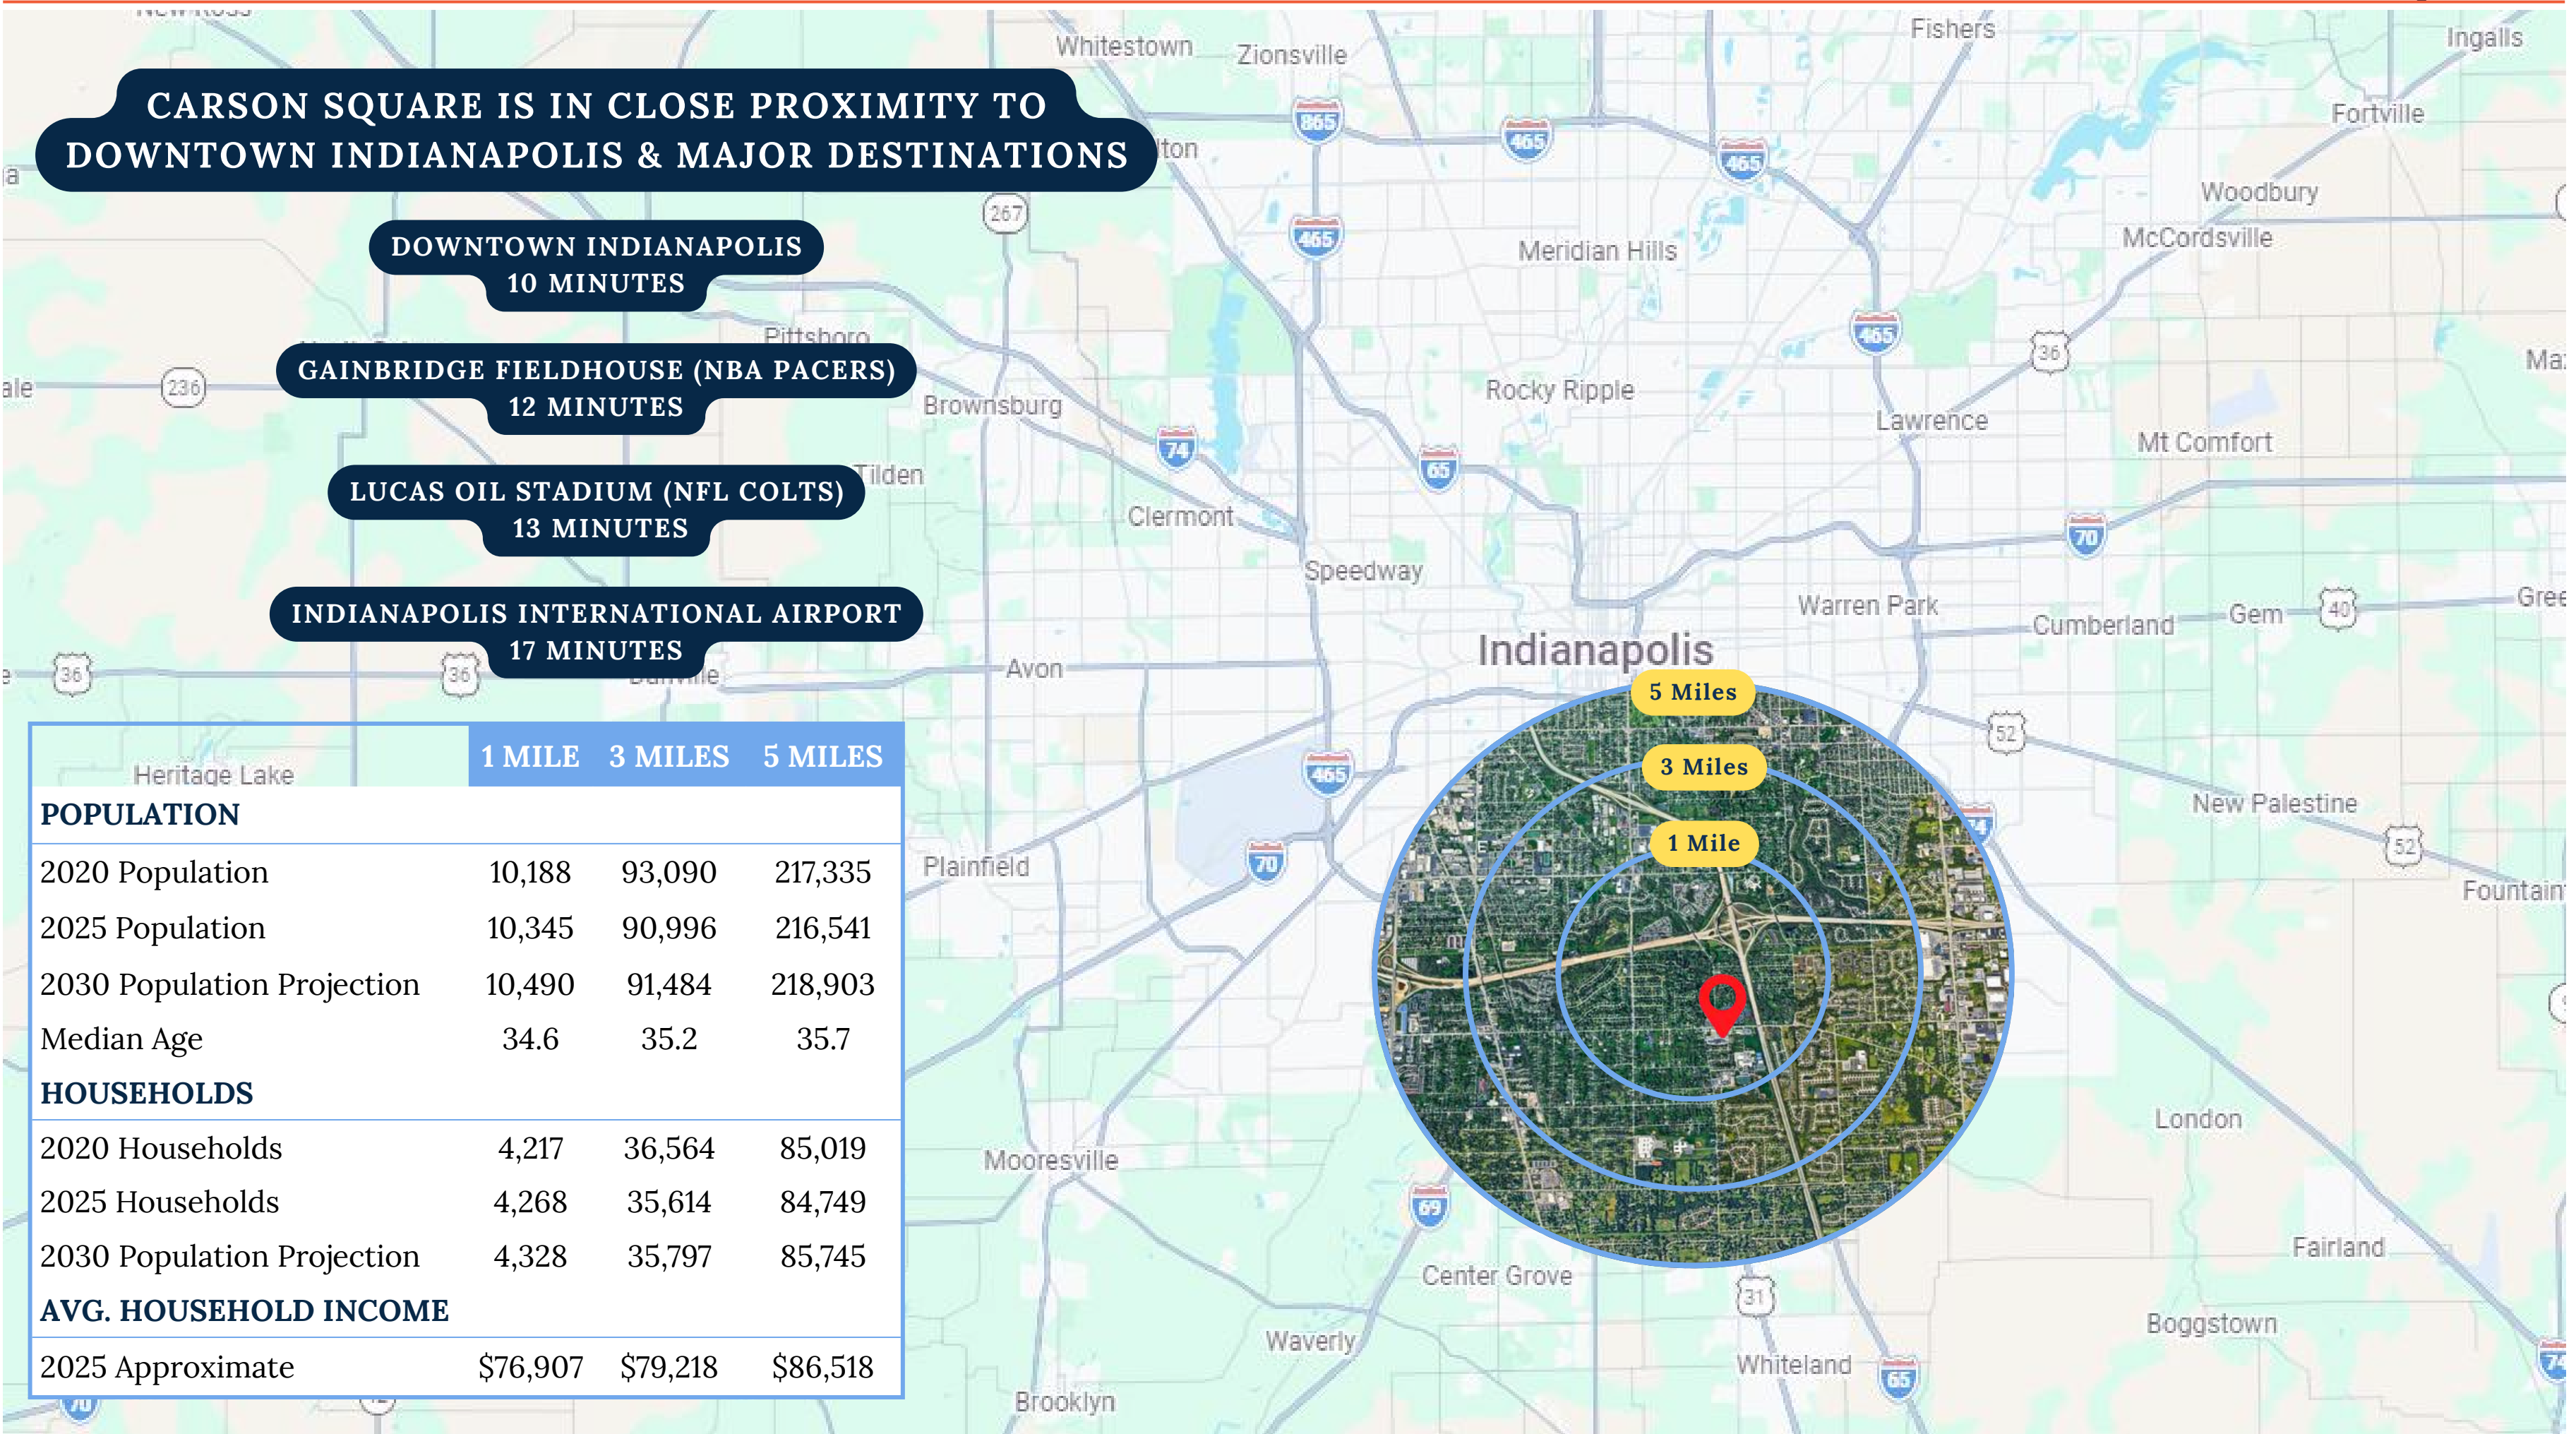 CARSON SQUARE IS IN CLOSE PROXIMITY TO
DOWNTOWN INDIANAPOLIS & MAJOR DESTINATIONS
DOWNTOWN INDIANAPOLIS
10 MINUTES
GAINBRIDGE FIELDHOUSE (NBA PACERS)
12 MINUTES
LUCAS OIL STADIUM (NFL COLTS)
13 MINUTES
INDIANAPOLIS INTERNATIONAL AIRPORT
17 MINUTES
1 MILE 3 MILES 5 MILES
POPULATION
2020 Population 10,188 93,090 217,335
2025 Population 10,345 90,996 216,541
2030 Population Projection 10,490 91,484 218,903
Median Age 34.6 35.2 35.7
HOUSEHOLDS
2020 Households 4,217 36,564 85,019
2025 Households 4,268 35,614 84,749
2030 Population Projection 4,328 35,797 85,745
AVG. HOUSEHOLD INCOME
2025 Approximate $76,907 $79,218 $86,518
5 Miles
3 Miles
1 Mile
Whitestown
Zionsville
Fishers
Ingalls
865
465
465
Fortville
lton
Woodbury
267
465
Meridian Hills
McCordsville
Pittsboro
465
36
236
Brownsburg
Rocky Ripple
Lawrence
Mt Comfort
74
65
Tilden
Clermont
70
Speedway
Warren Park
Cumberland
Gem
40
Gree
Indianapolis
36
36
Danville
Avon
52
Heritage Lake
465
New Palestine
74
52
Plainfield
70
Fountain
Mooresville
London
69
Center Grove
Fairland
31
Waverly
Boggstown
Whiteland
65
74
Brooklyn
70